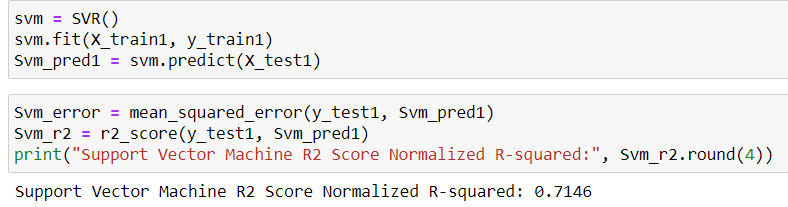 svm = SVR()
svm.fit(X_train1, y_train1)
Svm_pred1 = svm.predict(X_test1)
Svm_error = mean_squared_error(y_test1, Svm_pred1)
Svm_r2 = r2_score(y_test1, Svm_pred1)
print("Support Vector Machine R2 Score Normalized R-squared:", Svm_r2.round(4))
Support Vector Machine R2 Score Normalized R-squared: 0.7146